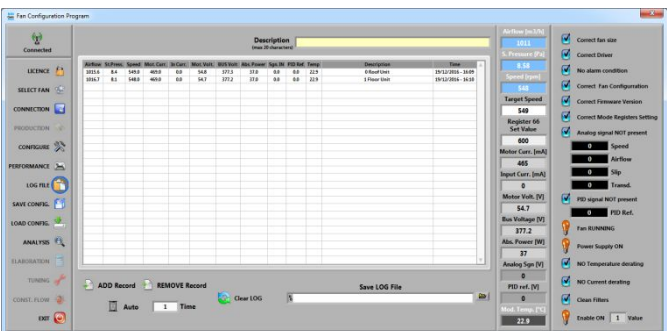 Fan Configuration Program
Connected
Description
(max 20 characters)
LICENCE
SELECT FAN
CONNECTION
PRODUCTION
CONFIGURE
PERFORMANCE
LOG FILE
SAVE CONFIG.
LOAD CONFIG.
ANALYSIS
ELABORATION
TUNING
CONST. FLOW
EXIT
Airflow St.Press. Speed Mot. Curr. In Curr. Mot. Volt. BUS Volt Abs. Power Sgn. IN PID Ref. Temp Description Time
1015.6 8.4 549.0 469.0 0.0 54.8 377.3 37.0 0.0 0.0 22.9 0 Roof Unit 19/12/2016 - 16:09
1016.7 8.1 548.0 469.0 0.0 54.7 377.2 37.0 0.0 0.0 22.9 1 Floor Unit 19/12/2016 - 16:10
ADD Record
REMOVE Record
Auto
1 Time
Clear LOG
Save LOG File
Airflow [m3/h]
1011
S. Pressure [Pa]
8.58
Speed [rpm]
548
Target Speed
549
Register 66
Set Value
600
Motor Curr. [mA]
465
Input Curr. [mA]
0
Motor Volt. [V]
54.7
Bus Voltage [V]
377.2
Abs. Power [W]
37
Analog Sgn [V]
0
PID ref. [V]
0
Mod. Temp. [°C]
22.9
Correct fan size
Correct Driver
No alarm condition
Correct Fan Configuration
Correct Firmware Version
Correct Mode Registers Setting
Analog signal NOT present
0 Speed
0 Airflow
0 Slip
0 Transd.
PID signal NOT present
0 PID Ref.
Fan RUNNING
Power Supply ON
NO Temperature derating
NO Current derating
Clean Filters
Enable ON 1 Value